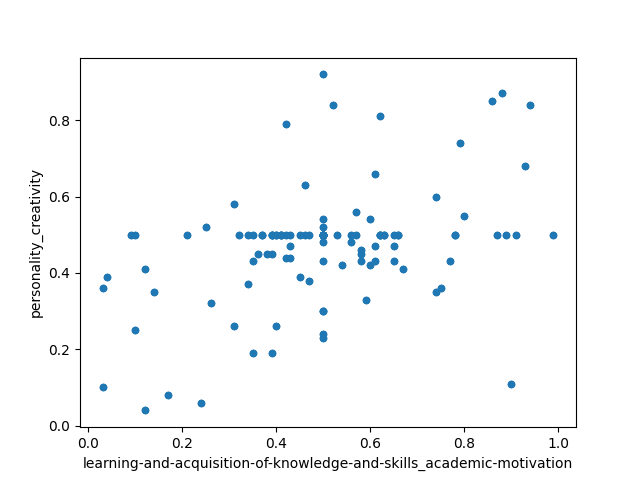 0.8
0.6
0.4
0.2
0.0
personality_creativity
0.0 0.2 0.4 0.6 0.8 1.0
learning-and-acquisition-of-knowledge-and-skills_academic-motivation